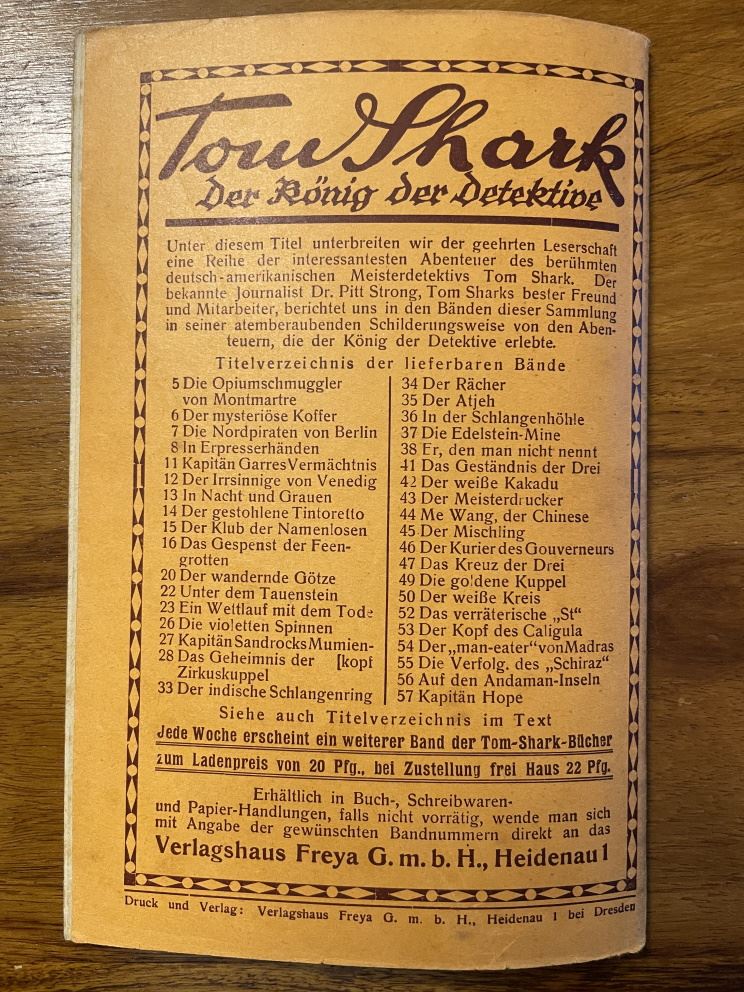 Tom Shark
der König der Detektive
Unter diesem Titel unterbreiten wir der geehrten Leserschaft
eine Reihe der interessantesten Abenteuer des berühmten
deutsch-amerikanischen Meisterdetektivs Tom Shark. Der
bekannte Journalist Dr. Pitt Strong, Tom Sharks bester Freund
und Mitarbeiter, berichtet uns in den Bänden dieser Sammlung
in seiner atemberaubenden Schilderungsweise von den Aben-
teuern, die der König der Detektive erlebte.
Titelverzeichnis der lieferbaren Bände
5 Die Opiumschmuggler
von Montmartre
6 Der mysteriöse Koffer
7 Die Nordpiraten von Berlin
8 In Erpresserhänden
11 Kapitän Garres Vermächtnis
12 Der Irrsinnige von Venedig
13 In Nacht und Grauen
14 Der gestohlene Tintoretto
15 Der Klub der Namenlosen
16 Das Gespenst der Feen-
grotten
20 Der wandernde Götze
22 Unter dem Tauenstein
23 Ein Wettlauf mit dem Tode
26 Die violetten Spinnen
27 Kapitän Sandrocks Mumien-
28 Das Geheimnis der [kopf
Zirkuskuppel
33 Der indische Schlangenring
34 Der Rächer
35 Der Atjeh
36 In der Schlangenhöhle
37 Die Edelstein-Mine
38 Er, den man nicht nennt
41 Das Geständnis der Drei
42 Der weiße Kakadu
43 Der Meisterdrucker
44 Me Wang, der Chinese
45 Der Mischling
46 Der Kurier des Gouverneurs
47 Das Kreuz der Drei
49 Die goldene Kuppel
50 Der weiße Kreis
52 Das verräterische „St"
53 Der Kopf des Caligula
54 Der „man-eater" von Madras
55 Die Verfolg. des „Schiraz"
56 Auf den Andaman-Inseln
57 Kapitän Hope
Siehe auch Titelverzeichnis im Text
Jede Woche erscheint ein weiterer Band der Tom-Shark-Bücher
zum Ladenpreis von 20 Pfg., bei Zustellung frei Haus 22 Pfg.
Erhältlich in Buch-, Schreibwaren-
und Papier-Handlungen, falls nicht vorrätig, wende man sich
mit Angabe der gewünschten Bandnummern direkt an das
Verlagshaus Freya G. m. b. H., Heidenau 1
Druck und Verlag: Verlagshaus Freya G. m. b. H., Heidenau 1 bei Dresden